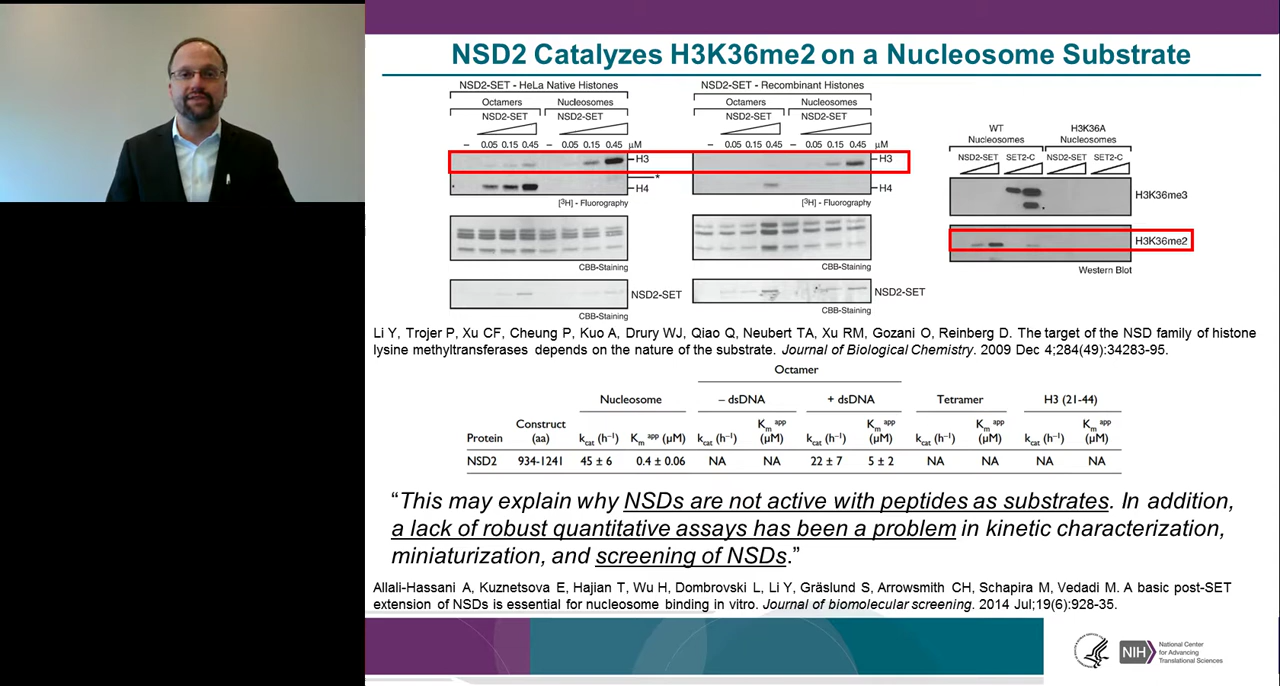 NSD2 Catalyzes H3K36me2 on a Nucleosome Substrate
NSD2-SET - HeLa Native Histones
Octamers Nucleosomes
NSD2-SET NSD2-SET
– 0.05 0.15 0.45 – 0.05 0.15 0.45 μM
H3
*
H4
[³H] - Fluorography
CBB-Staining
NSD2-SET
CBB-Staining
NSD2-SET - Recombinant Histones
Octamers Nucleosomes
NSD2-SET NSD2-SET
– 0.05 0.15 0.45 – 0.05 0.15 0.45 μM
H3
H4
[³H] - Fluorography
CBB-Staining
NSD2-SET
CBB-Staining
WT Nucleosomes H3K36A Nucleosomes
NSD2-SET SET2-C NSD2-SET SET2-C
H3K36me3
H3K36me2
Western Blot
Li Y, Trojer P, Xu CF, Cheung P, Kuo A, Drury WJ, Qiao Q, Neubert TA, Xu RM, Gozani O, Reinberg D. The target of the NSD family of histone
lysine methyltransferases depends on the nature of the substrate. Journal of Biological Chemistry. 2009 Dec 4;284(49):34283-95.
Octamer
Nucleosome – dsDNA + dsDNA Tetramer H3 (21-44)
Protein Construct (aa) kcat (h⁻¹) Km app (μM) kcat (h⁻¹) Km app (μM) kcat (h⁻¹) Km app (μM) kcat (h⁻¹) Km app (μM) kcat (h⁻¹) Km app (μM)
NSD2 934-1241 45 ± 6 0.4 ± 0.06 NA NA 22 ± 7 5 ± 2 NA NA NA NA
“This may explain why NSDs are not active with peptides as substrates. In addition,
a lack of robust quantitative assays has been a problem in kinetic characterization,
miniaturization, and screening of NSDs.”
Allali-Hassani A, Kuznetsova E, Hajian T, Wu H, Dombrovski L, Li Y, Gräslund S, Arrowsmith CH, Schapira M, Vedadi M. A basic post-SET
extension of NSDs is essential for nucleosome binding in vitro. Journal of biomolecular screening. 2014 Jul;19(6):928-35.
NIH
National Center
for Advancing
Translational Sciences